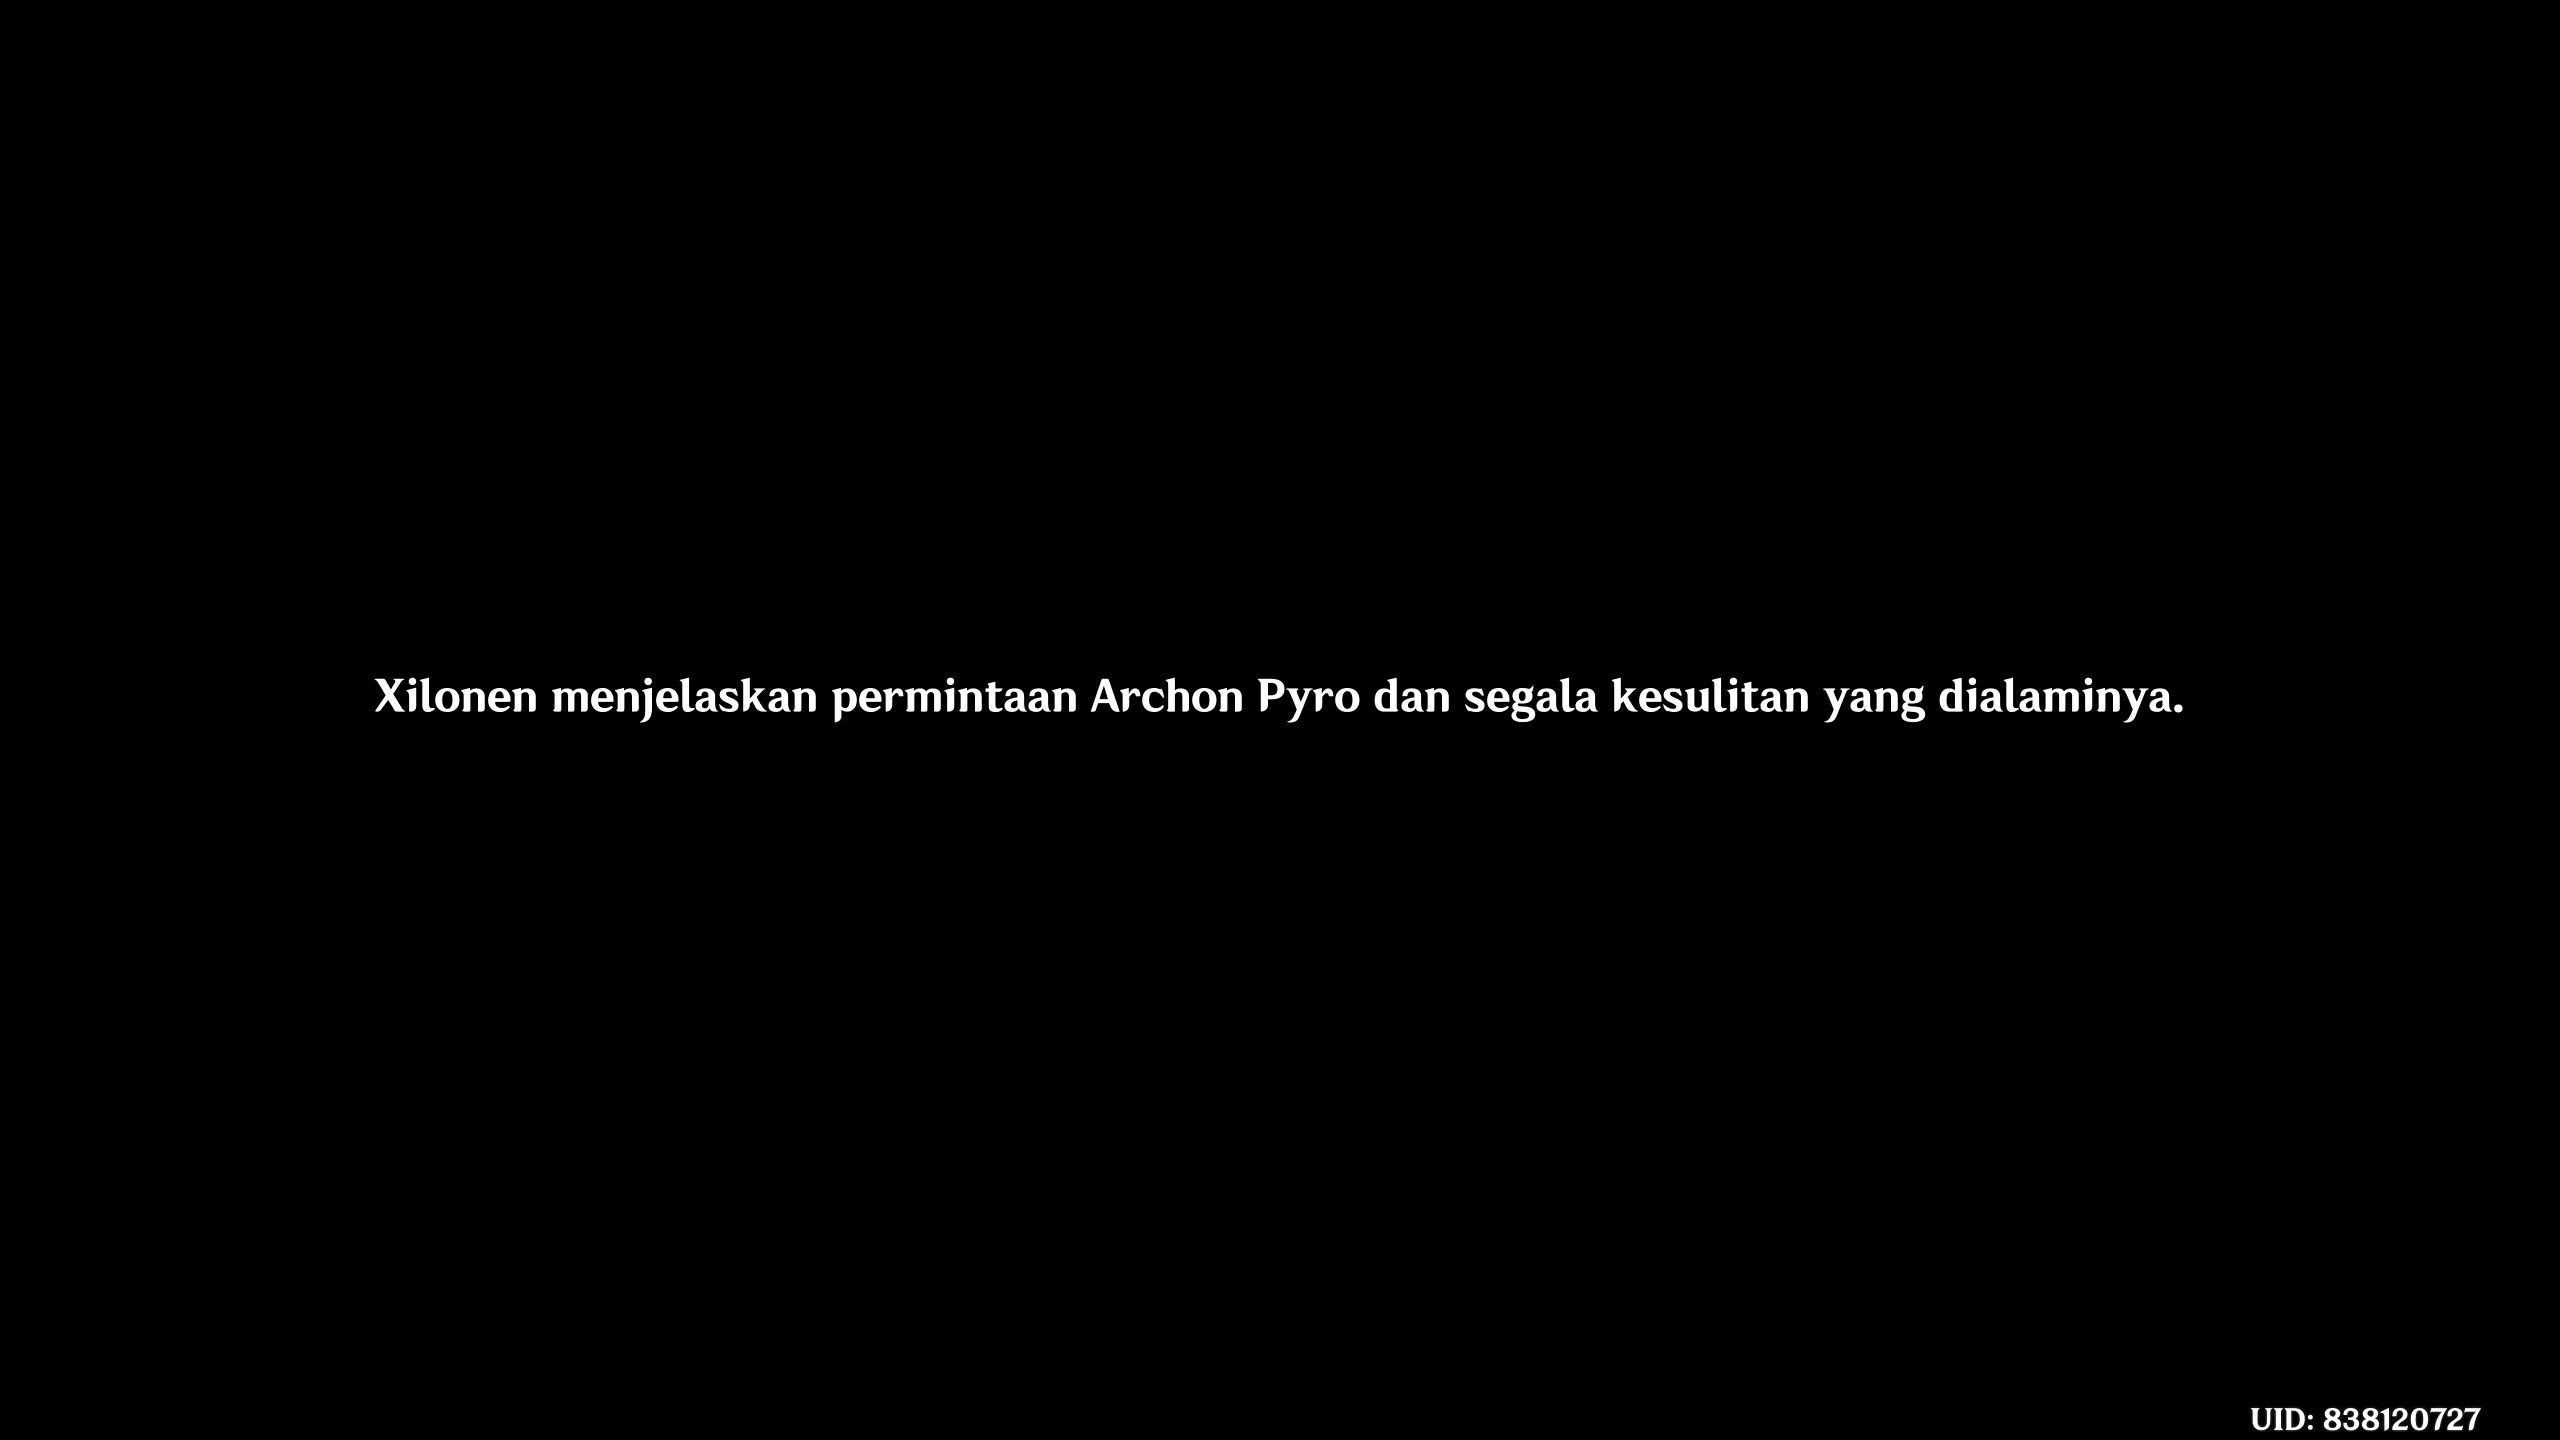 Xilonen menjelaskan permintaan Archon Pyro dan segala kesulitan yang dialaminya.
UID: 838120727